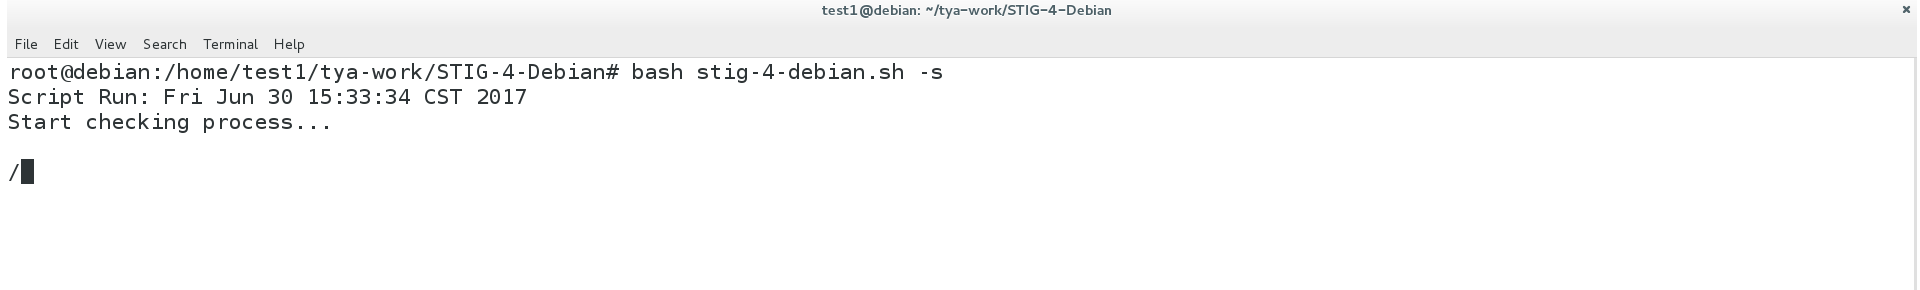 test1@debian: ~/tya-work/STIG-4-Debian
File Edit View Search Terminal Help
root@debian:/home/test1/tya-work/STIG-4-Debian# bash stig-4-debian.sh -s
Script Run: Fri Jun 30 15:33:34 CST 2017
Start checking process...
/